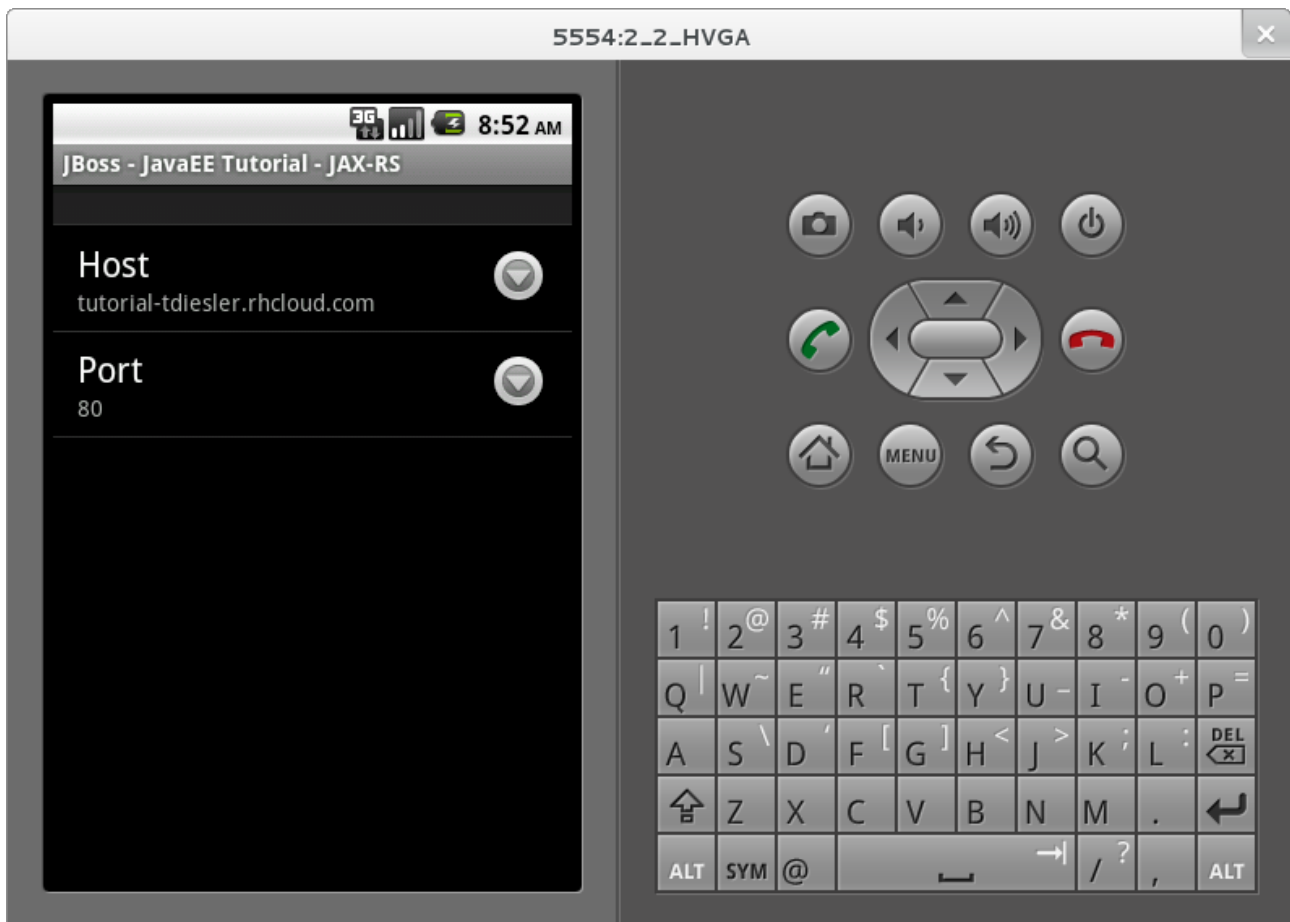 5554:2_2_HVGA
3G 8:52 AM
JBoss - JavaEE Tutorial - JAX-RS
Host
tutorial-tdiesler.rhcloud.com
Port
80
MENU
1 ! 2 @ 3 # 4 $ 5 % 6 ^ 7 & 8 * 9 ( 0 )
Q | W ~ E " R ` T { Y } U _ I - O + P =
A S \ D ' F [ G ] H < J > K ; L : DEL
Z X C V B N M .
ALT SYM @ / ? , ALT